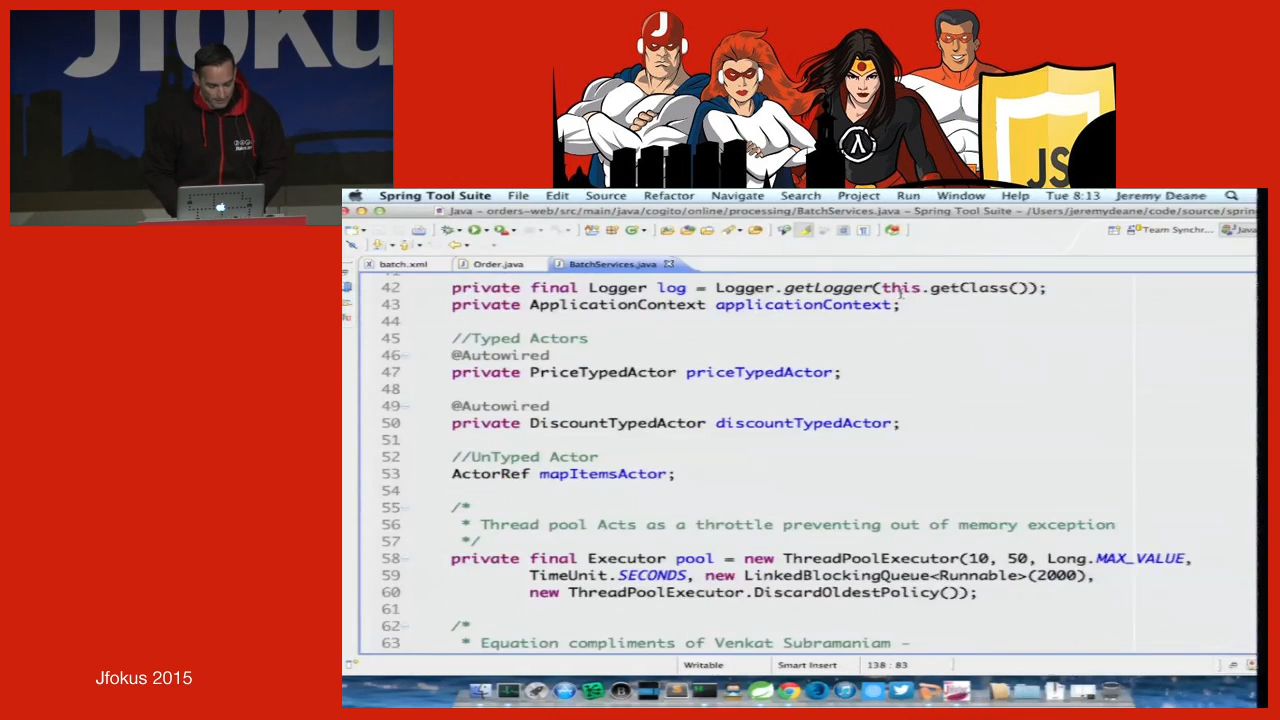 Jfoku
J
JS
Spring Tool Suite File Edit Source Refactor Navigate Search Project Run Window Help Tue 8:13 Jeremy Deane
Java – orders-web/src/main/java/cogito/online/processing/BatchServices.java – Spring Tool Suite – /Users/jeremydeane/code/source/sprin
Team Synchr... Java
batch.xml Order.java BatchServices.java
42 private final Logger log = Logger.getLogger(this.getClass());
43 private ApplicationContext applicationContext;
44
45 //Typed Actors
46 @Autowired
47 private PriceTypedActor priceTypedActor;
48
49 @Autowired
50 private DiscountTypedActor discountTypedActor;
51
52 //UnTyped Actor
53 ActorRef mapItemsActor;
54
55 /*
56 * Thread pool Acts as a throttle preventing out of memory exception
57 */
58 private final Executor pool = new ThreadPoolExecutor(10, 50, Long.MAX_VALUE,
59 TimeUnit.SECONDS, new LinkedBlockingQueue<Runnable>(2000),
60 new ThreadPoolExecutor.DiscardOldestPolicy());
61
62 /*
63 * Equation compliments of Venkat Subramaniam –
Writable Smart Insert 138 : 83
Jfokus 2015